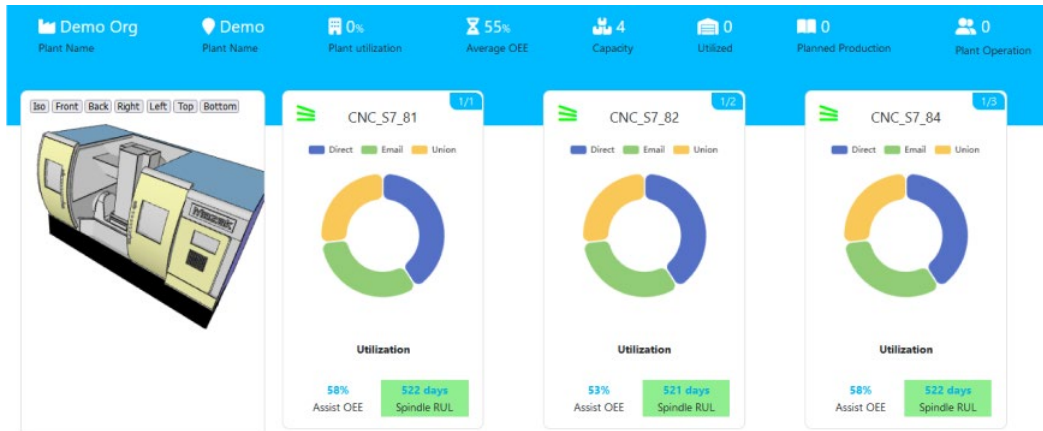 Demo Org
Plant Name
Demo
Plant Name
0%
Plant utilization
55%
Average OEE
4
Capacity
0
Utilized
0
Planned Production
0
Plant Operation
Iso Front Back Right Left Top Bottom
Mazak
1/1
CNC_S7_81
Direct Email Union
Utilization
58%
Assist OEE
522 days
Spindle RUL
1/2
CNC_S7_82
Direct Email Union
Utilization
53%
Assist OEE
521 days
Spindle RUL
1/3
CNC_S7_84
Direct Email Union
Utilization
58%
Assist OEE
522 days
Spindle RUL